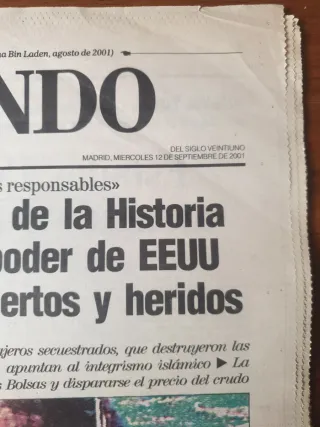 na Bin Laden, agosto de 2001)
NDO
DEL SIGLO VEINTIUNO
MADRID, MIERCOLES 12 DE SEPTIEMBRE DE 2001
s responsables»
de la Historia
poder de EEUU
ertos y heridos
ajeros secuestrados, que destruyeron las
apuntan al integrismo islámico ▶ La
s Bolsas y dispararse el precio del crudo